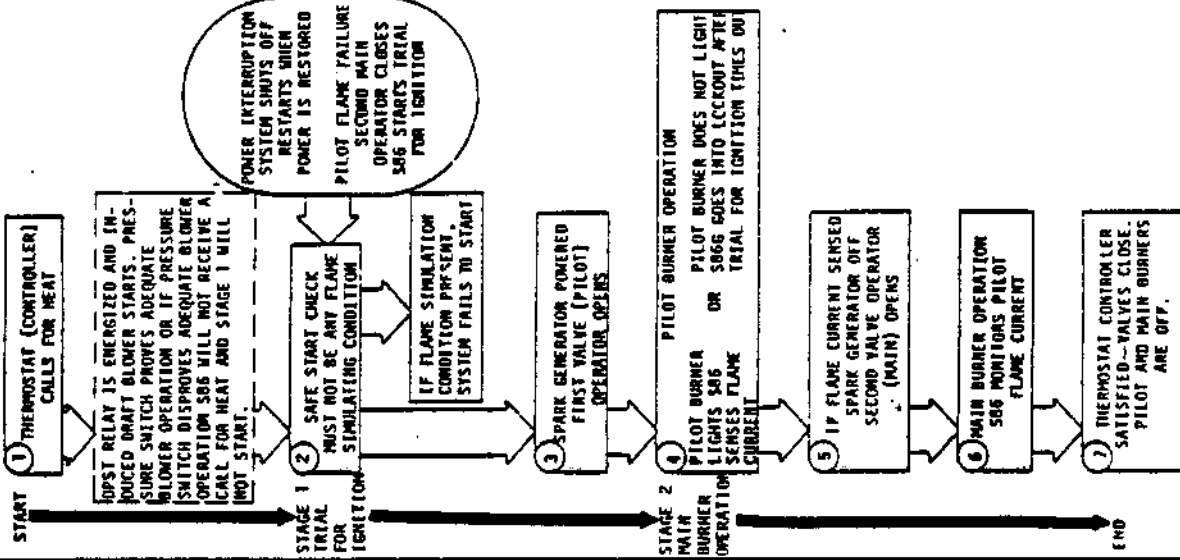 START
1 THERMOSTAT (CONTROLLER)
CALLS FOR HEAT
DPST RELAY IS ENERGIZED AND IN-
DUCED DRAFT BLOWER STARTS. PRES-
SURE SWITCH PROVES ADEQUATE
BLOWER OPERATION OR IF PRESSURE
SWITCH DISPROVES ADEQUATE BLOWER
OPERATION S86 WILL NOT RECEIVE A
CALL FOR HEAT AND STAGE 1 WILL
NOT START.
POWER INTERRUPTION
SYSTEM SHUTS OFF
RESTARTS WHEN
POWER IS RESTORED
PILOT FLAME FAILURE
SECOND MAIN
OPERATOR CLOSES
S86 STARTS TRIAL
FOR IGNITION
STAGE 1
TRIAL
FOR
IGNITION
2 SAFE START CHECK
MUST NOT BE ANY FLAME
SIMULATING CONDITION
IF FLAME SIMULATION
CONDITION PRESENT,
SYSTEM FAILS TO START
3 SPARK GENERATOR POWERED
FIRST VALVE (PILOT)
OPERATOR OPENS
STAGE 2
MAIN
BURNER
OPERATION
4 PILOT BURNER OPERATION
PILOT BURNER
LIGHTS S86
SENSES FLAME
CURRENT
OR
PILOT BURNER DOES NOT LIGHT
S86G GOES INTO LOCKOUT AFTER
TRIAL FOR IGNITION TIMES OUT
5 IF FLAME CURRENT SENSED
SPARK GENERATOR OFF
SECOND VALVE OPERATOR
(MAIN) OPENS
6 MAIN BURNER OPERATION
S86 MONITORS PILOT
FLAME CURRENT
7 THERMOSTAT CONTROLLER
SATISFIED—VALVES CLOSE.
PILOT AND MAIN BURNERS
ARE OFF.
END